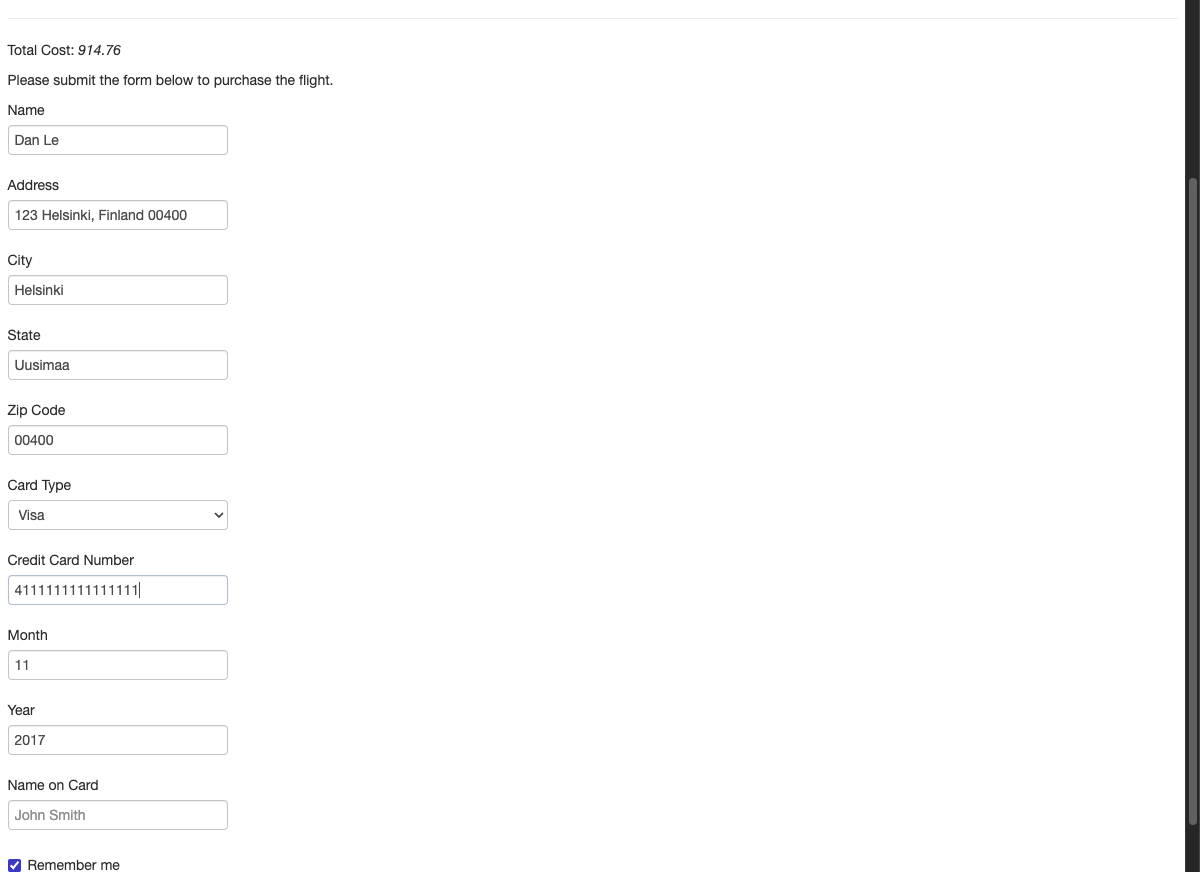 Total Cost: 914.76
Please submit the form below to purchase the flight.
Name
Dan Le
Address
123 Helsinki, Finland 00400
City
Helsinki
State
Uusimaa
Zip Code
00400
Card Type
Visa
Credit Card Number
4111111111111111
Month
11
Year
2017
Name on Card
John Smith
Remember me